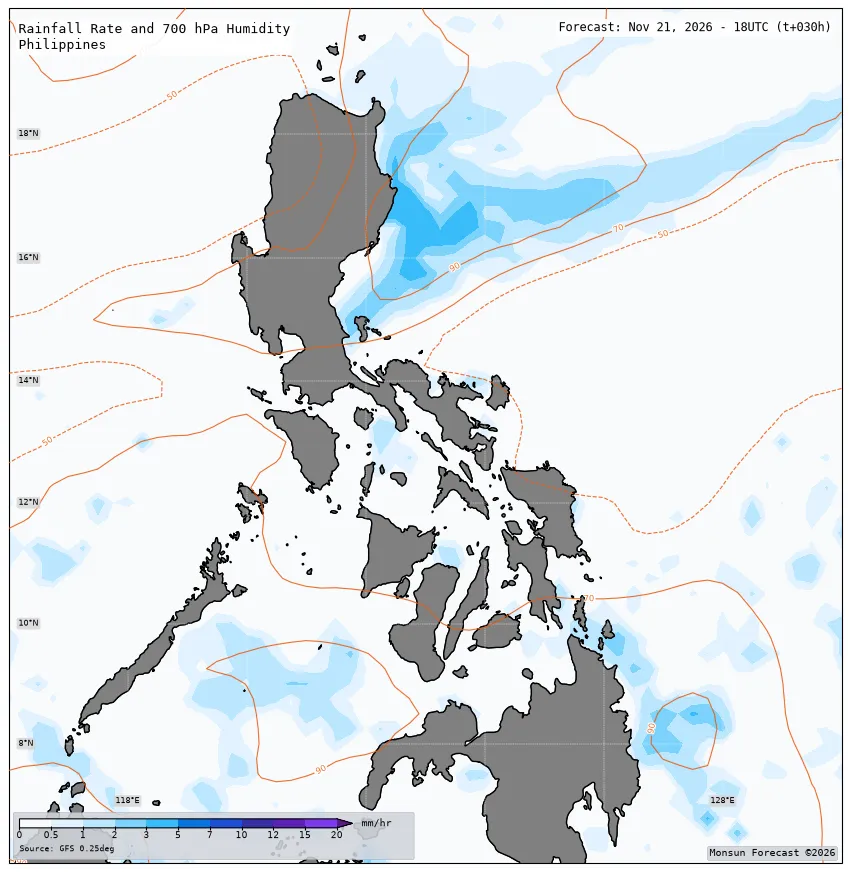 Rainfall Rate and 700 hPa Humidity
Philippines
Forecast: Nov 21, 2026 - 18UTC (t+030h)
50
18°N
70
50
16°N
90
14°N
50
12°N
70
10°N
90
8°N
90
118°E
128°E
0 0.5 1 2 3 5 7 10 12 15 20 mm/hr
Source: GFS 0.25deg
Monsun Forecast ©2026